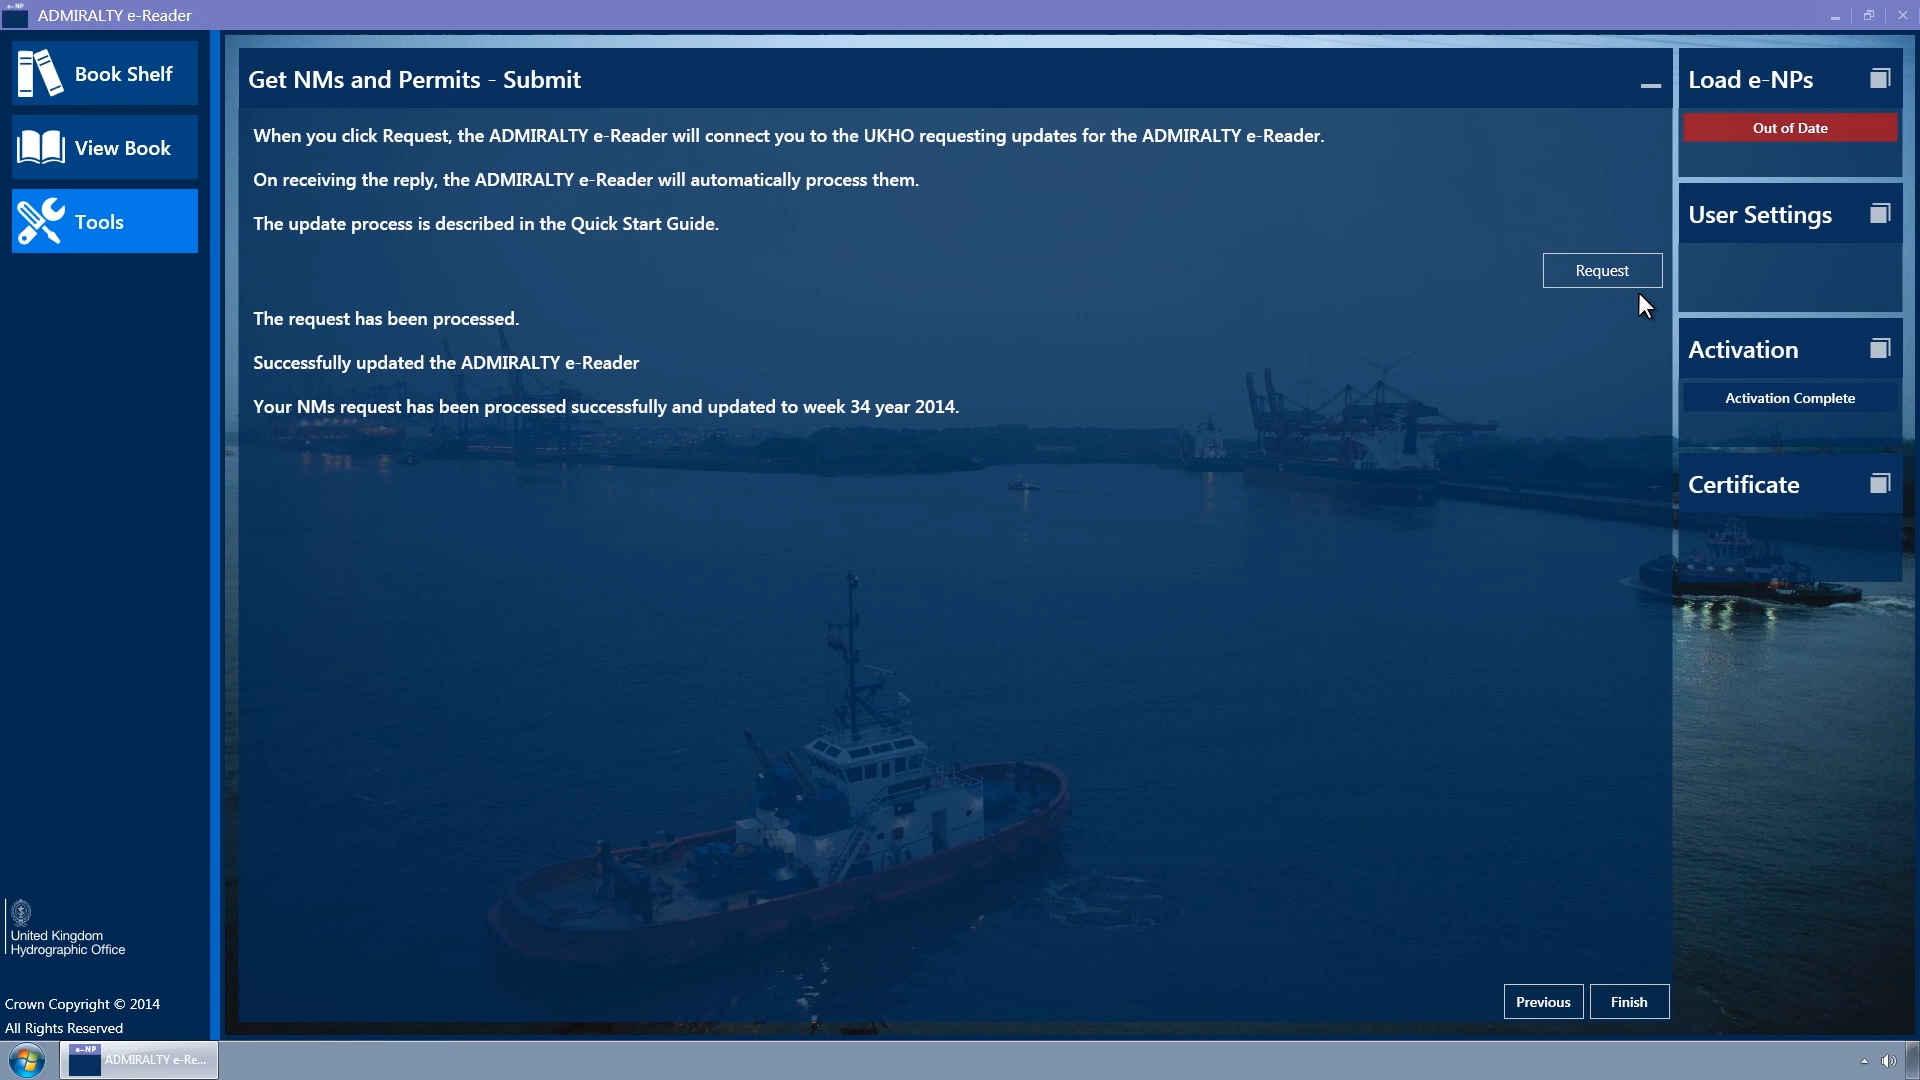 e-NP
ADMIRALTY e-Reader
Book Shelf
View Book
Tools
Get NMs and Permits - Submit
When you click Request, the ADMIRALTY e-Reader will connect you to the UKHO requesting updates for the ADMIRALTY e-Reader.
On receiving the reply, the ADMIRALTY e-Reader will automatically process them.
The update process is described in the Quick Start Guide.
Request
The request has been processed.
Successfully updated the ADMIRALTY e-Reader
Your NMs request has been processed successfully and updated to week 34 year 2014.
Previous
Finish
Load e-NPs
Out of Date
User Settings
Activation
Activation Complete
Certificate
United Kingdom
Hydrographic Office
Crown Copyright © 2014
All Rights Reserved
e-NP
ADMIRALTY e-Re...